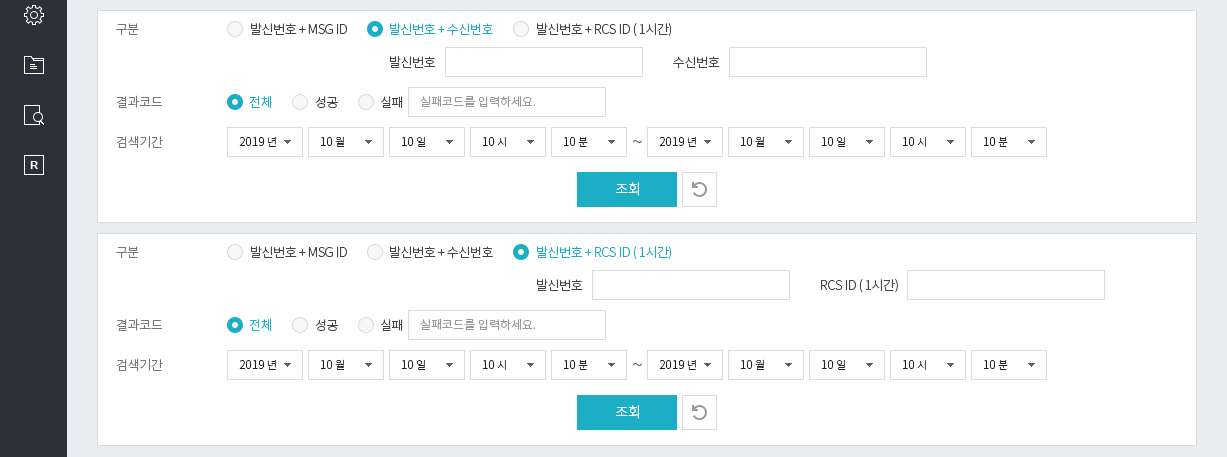 구분 발신번호 + MSG ID 발신번호 + 수신번호 발신번호 + RCS ID ( 1시간)
발신번호 수신번호
결과코드 전체 성공 실패 실패코드를 입력하세요.
검색기간 2019 년 10 월 10 일 10 시 10 분 ~ 2019 년 10 월 10 일 10 시 10 분
조회
R
구분 발신번호 + MSG ID 발신번호 + 수신번호 발신번호 + RCS ID ( 1시간)
발신번호 RCS ID ( 1시간)
결과코드 전체 성공 실패 실패코드를 입력하세요.
검색기간 2019 년 10 월 10 일 10 시 10 분 ~ 2019 년 10 월 10 일 10 시 10 분
조회